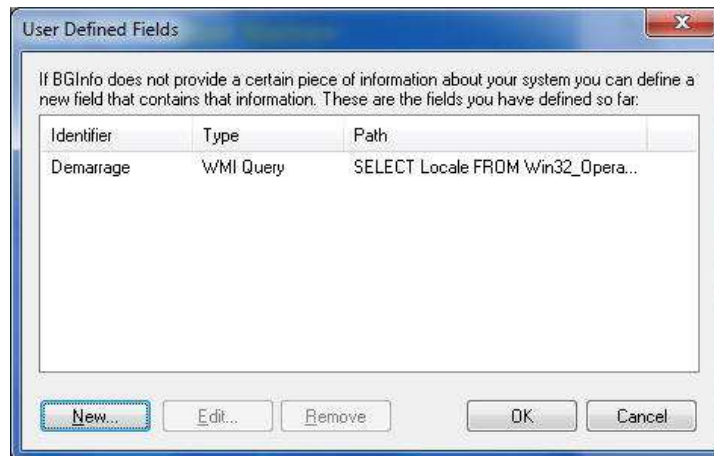 User Defined Fields
If BGInfo does not provide a certain piece of information about your system you can define a
new field that contains that information. These are the fields you have defined so far:
Identifier Type Path
Demarrage WMI Query SELECT Locale FROM Win32_Opera...
New... Edit... Remove OK Cancel